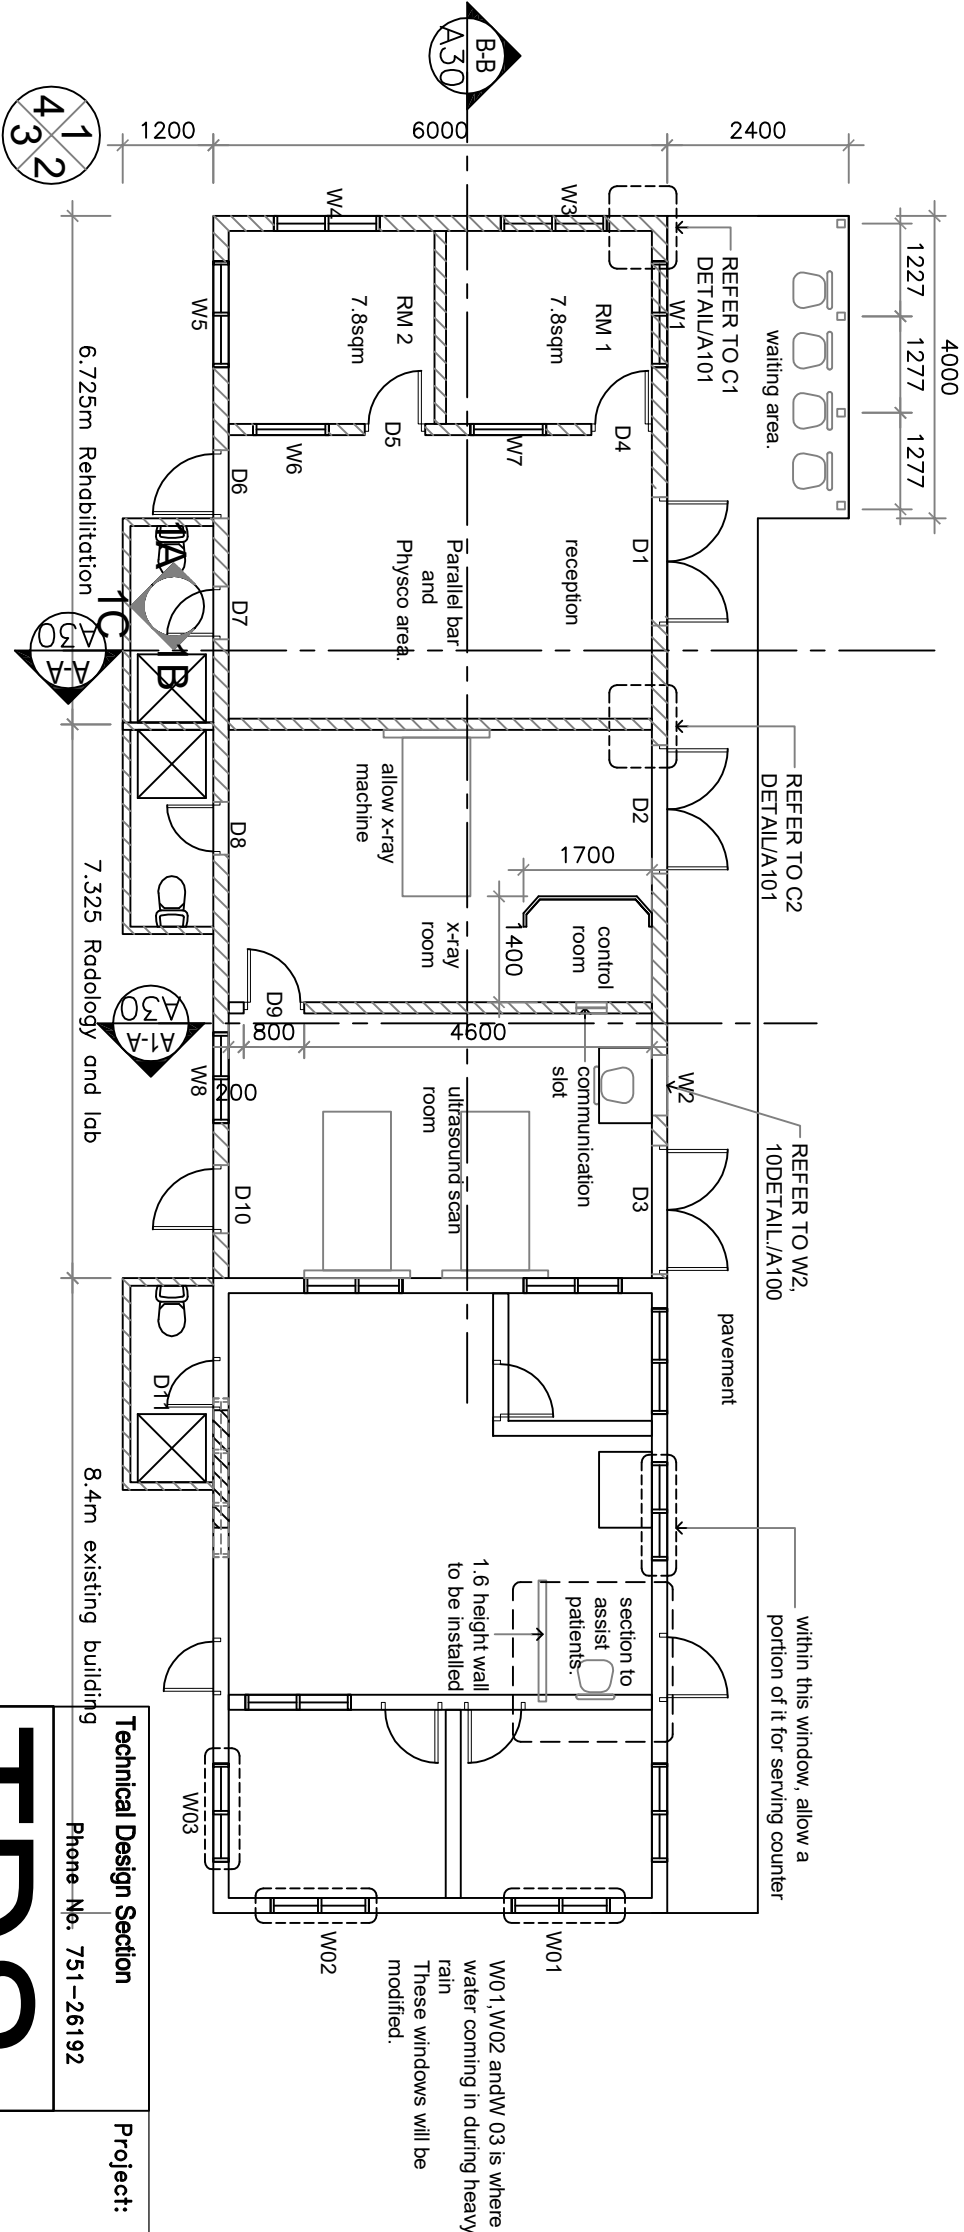 B-B
A30
1
2
3
4
1200
6000
2400
4000
1227
1277
1277
W4
W3
REFER TO C1
DETAIL/A101
waiting area.
W1
W5
RM 1
7.8sqm
RM 2
7.8sqm
D4
D5
W6
W7
D6
D7
D1
reception
Parallel bar
and
Physco area.
1A
1B
1C
A-A
A30
6.725m Rehabilitation
REFER TO C2
DETAIL/A101
D2
allow x-ray
machine
D8
1700
1400
control
room
x-ray
room
D9
7.325 Radology and lab
A1-A
A30
800
4600
200
W8
W2
communication
slot
REFER TO W2,
10DETAIL./A100
ultrasound scan
room
D3
D10
pavement
D11
8.4m existing building
within this window, allow a
portion of it for serving counter
section to
assist
patients.
1.6 height wall
to be installed
W03
W02
W01
W01,W02 andW 03 is where
water coming in during heavy
rain
These windows will be
modified.
Technical Design Section
Phone No. 751-26192
Project: